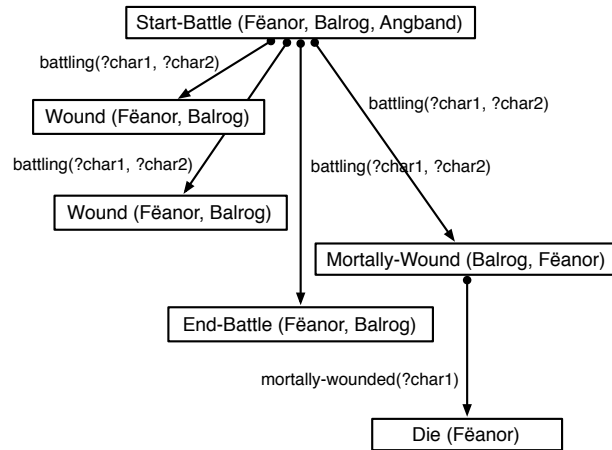 Start-Battle (Fëanor, Balrog, Angband)
battling(?char1, ?char2)
Wound (Fëanor, Balrog)
battling(?char1, ?char2)
battling(?char1, ?char2)
battling(?char1, ?char2)
Wound (Fëanor, Balrog)
Mortally-Wound (Balrog, Fëanor)
End-Battle (Fëanor, Balrog)
mortally-wounded(?char1)
Die (Fëanor)